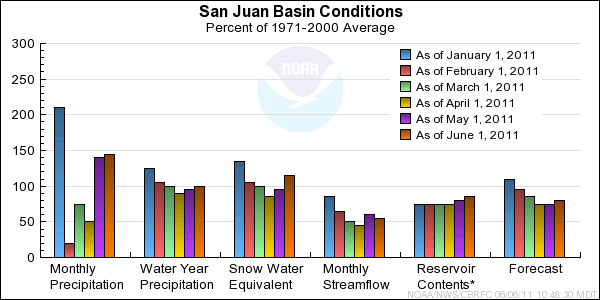 San Juan Basin Conditions
Percent of 1971-2000 Average
300
250
200
150
100
50
0
NOAA
As of January 1, 2011
As of February 1, 2011
As of March 1, 2011
As of April 1, 2011
As of May 1, 2011
As of June 1, 2011
Monthly
Precipitation
Water Year
Precipitation
Snow Water
Equivalent
Monthly
Streamflow
Reservoir
Contents*
Forecast
NOAA/NWS/CBRFC 06/06/11 10:48:30 MDT